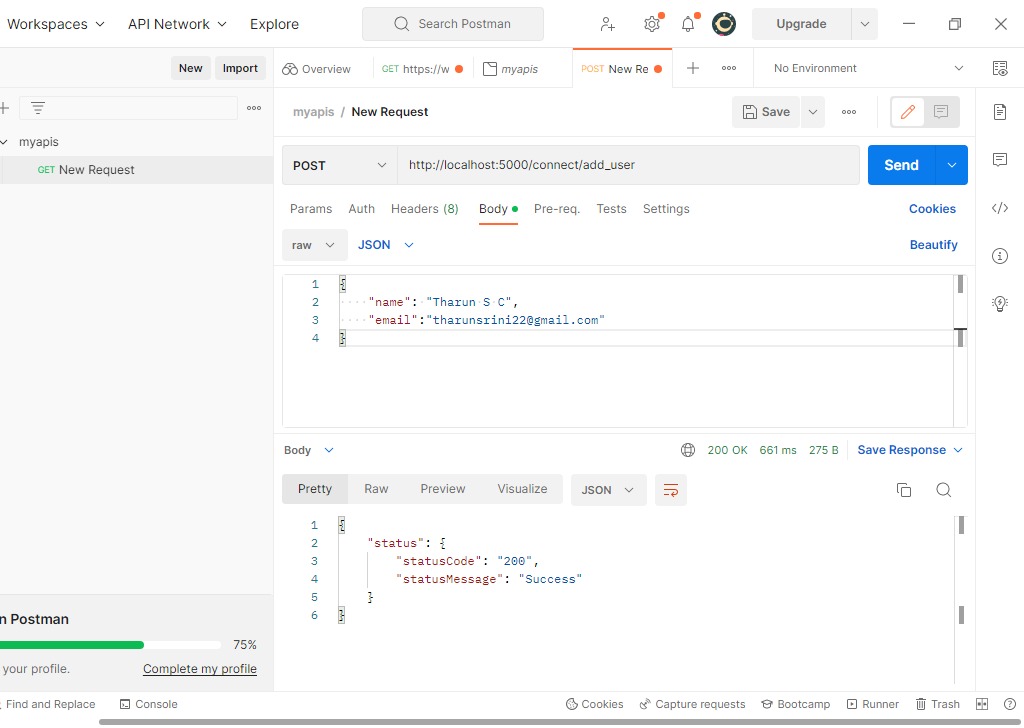 Workspaces API Network Explore Search Postman Upgrade
New Import Overview GET https://w myapis POST New Re No Environment
myapis / New Request Save
myapis
GET New Request
POST http://localhost:5000/connect/add_user Send
Params Auth Headers (8) Body Pre-req. Tests Settings Cookies
raw JSON Beautify
1 {
2 "name": "Tharun S C",
3 "email":"tharunsrini22@gmail.com"
4 }
Body 200 OK 661 ms 275 B Save Response
Pretty Raw Preview Visualize JSON
1 {
2 "status": {
3 "statusCode": "200",
4 "statusMessage": "Success"
5 }
6 }
n Postman
75%
your profile. Complete my profile
Find and Replace Console Cookies Capture requests Bootcamp Runner Trash